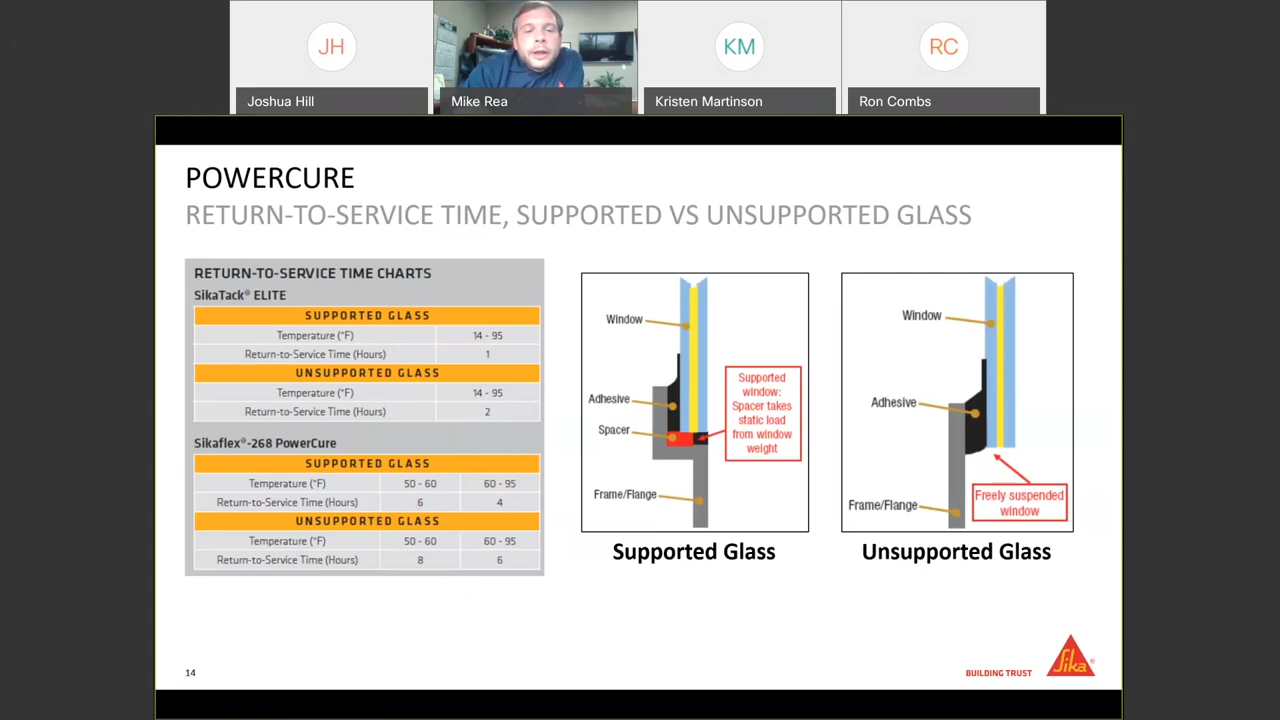 JH
KM
RC
Joshua Hill
Mike Rea
Kristen Martinson
Ron Combs
POWERCURE
RETURN-TO-SERVICE TIME, SUPPORTED VS UNSUPPORTED GLASS
RETURN-TO-SERVICE TIME CHARTS
SikaTack® ELITE
SUPPORTED GLASS
Temperature (°F) 14 - 95
Return-to-Service Time (Hours) 1
UNSUPPORTED GLASS
Temperature (°F) 14 - 95
Return-to-Service Time (Hours) 2
Sikaflex®-268 PowerCure
SUPPORTED GLASS
Temperature (°F) 50 - 60 60 - 95
Return-to-Service Time (Hours) 6 4
UNSUPPORTED GLASS
Temperature (°F) 50 - 60 60 - 95
Return-to-Service Time (Hours) 8 6
Window
Adhesive
Spacer
Frame/Flange
Supported
window:
Spacer takes
static load
from window
weight
Supported Glass
Window
Adhesive
Frame/Flange
Freely suspended
window
Unsupported Glass
14
BUILDING TRUST
Sika®